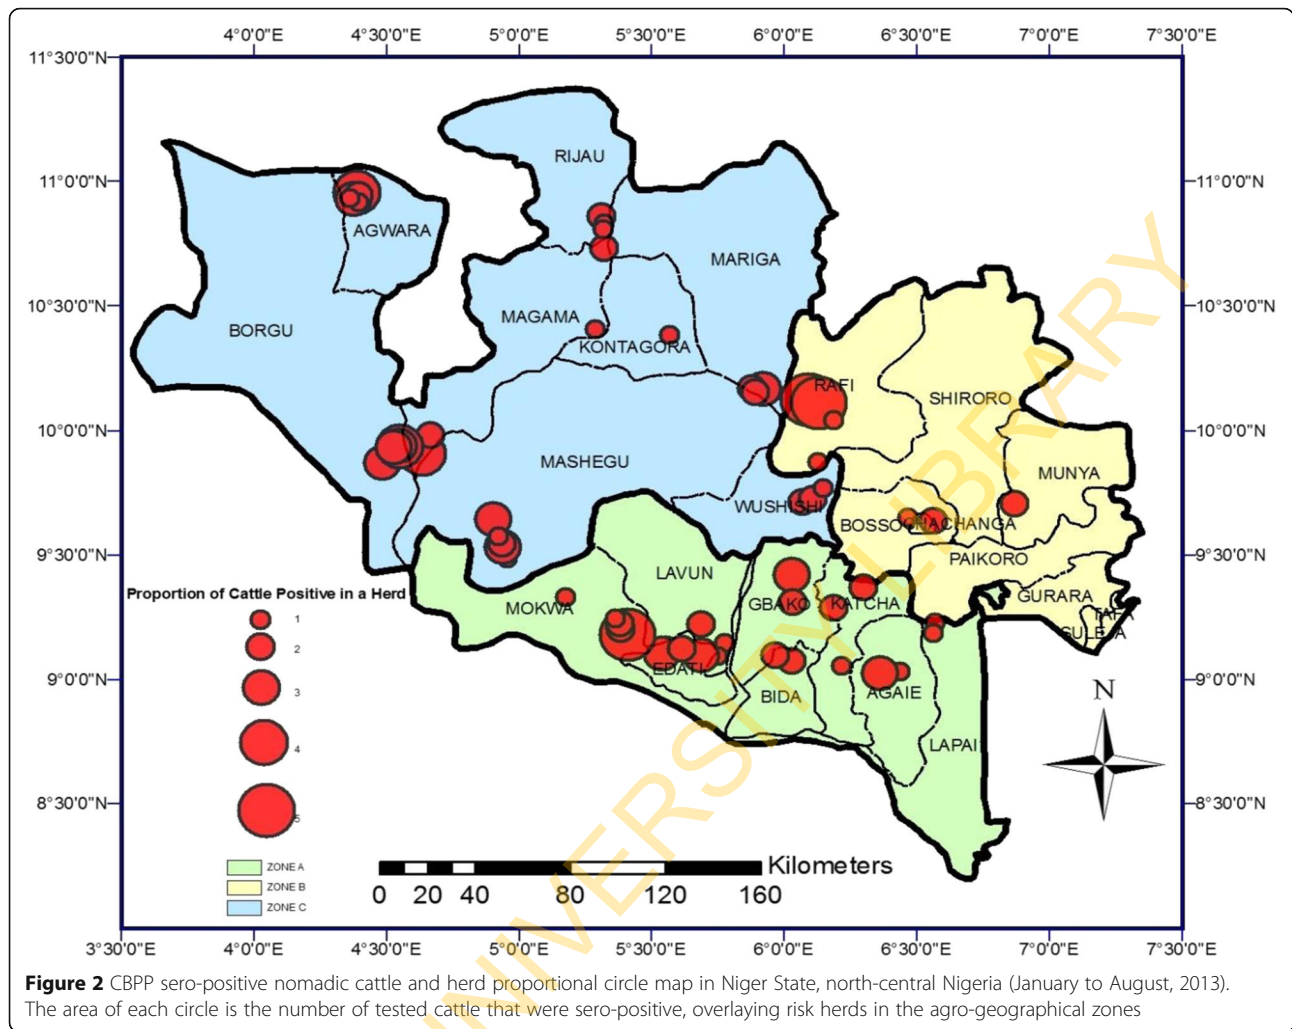 4°0'0"E 4°30'0"E 5°0'0"E 5°30'0"E 6°0'0"E 6°30'0"E 7°0'0"E 7°30'0"E
11°30'0"N 11°30'0"N
RIJAU
11°0'0"N 11°0'0"N
AGWARA
MARIGA
10°30'0"N 10°30'0"N
MAGAMA
BORGU
KONTAGORA
RAFI
SHIRORO
10°0'0"N 10°0'0"N
MASHEGU
MUNYA
WUSHISHI
BOSSO CHACHANGA
9°30'0"N 9°30'0"N
PAIKORO
LAVUN
Proportion of Cattle Positive in a Herd
GURARA
MOKWA
GBAKO KATCHA
TAFA
1
SULEJA
2
EDATI
9°0'0"N 9°0'0"N
3
BIDA
AGAIE
N
4
LAPAI
8°30'0"N 8°30'0"N
5
ZONE A
ZONE B
ZONE C
Kilometers
0 20 40 80 120 160
3°30'0"E 4°0'0"E 4°30'0"E 5°0'0"E 5°30'0"E 6°0'0"E 6°30'0"E 7°0'0"E 7°30'0"E
Figure 2 CBPP sero-positive nomadic cattle and herd proportional circle map in Niger State, north-central Nigeria (January to August, 2013).
The area of each circle is the number of tested cattle that were sero-positive, overlaying risk herds in the agro-geographical zones
UNIVERSITY LIBRARY